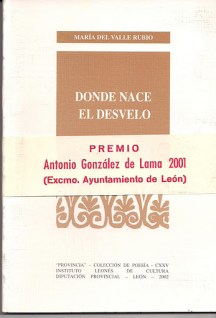 MARÍA DEL VALLE RUBIO
DONDE NACE
EL DESVELO
PREMIO
Antonio González de Lama 2001
(Excmo. Ayuntamiento de León)
"PROVINCIA" – COLECCIÓN DE POESÍA – CXXV
INSTITUTO LEONÉS DE CULTURA
DIPUTACIÓN PROVINCIAL – LEÓN – 2002